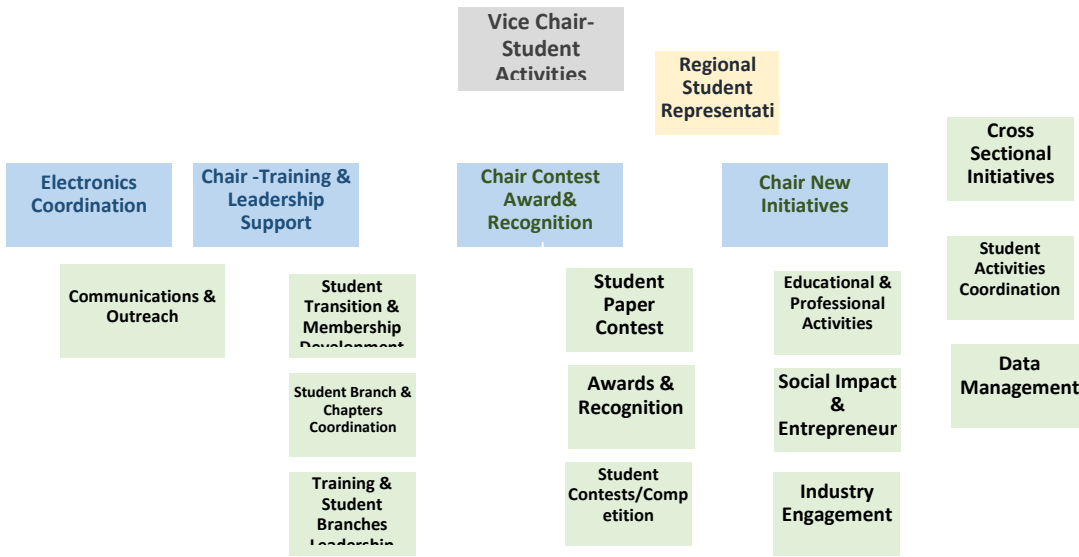 Vice Chair-
Student
Activities
Regional
Student
Representati
Cross
Sectional
Initiatives
Electronics
Coordination
Chair -Training &
Leadership
Support
Chair Contest
Award&
Recognition
Chair New
Initiatives
Student
Activities
Coordination
Communications &
Outreach
Student
Transition &
Membership
Development
Student
Paper
Contest
Educational &
Professional
Activities
Data
Management
Student Branch &
Chapters
Coordination
Awards &
Recognition
Social Impact
&
Entrepreneur
Training &
Student
Branches
Leadership
Student
Contests/Comp
etition
Industry
Engagement